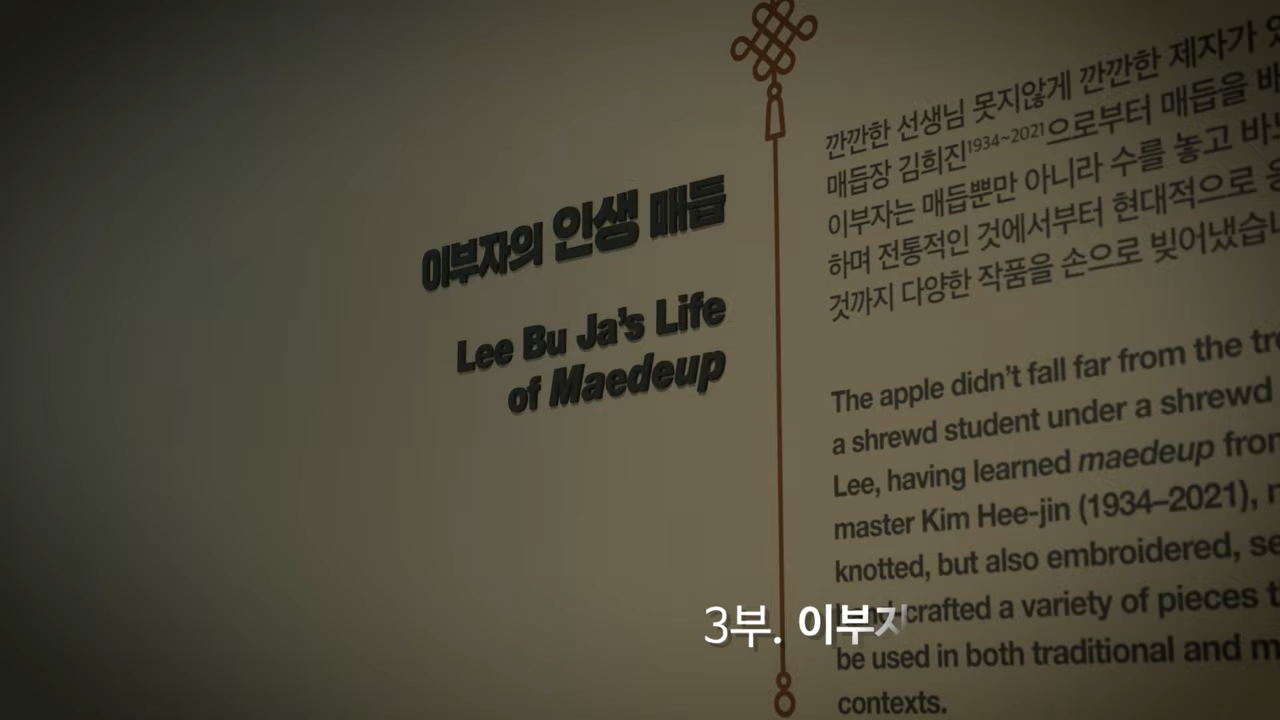 이부자의 인생 매듭
Lee Bu Ja's Life
of Maedeup
깐깐한 선생님 못지않게 깐깐한 제자가
매듭장 김희진1934~2021으로부터 매듭을
이부자는 매듭뿐만 아니라 수를 놓고
하며 전통적인 것에서부터 현대적으로
것까지 다양한 작품을 손으로 빚어냈습니
The apple didn't fall far from the
a shrewd student under a shrewd
Lee, having learned maedeup from
master Kim Hee-jin (1934–2021),
knotted, but also embroidered,
crafted a variety of pieces
be used in both traditional and
contexts.
3부. 이부자